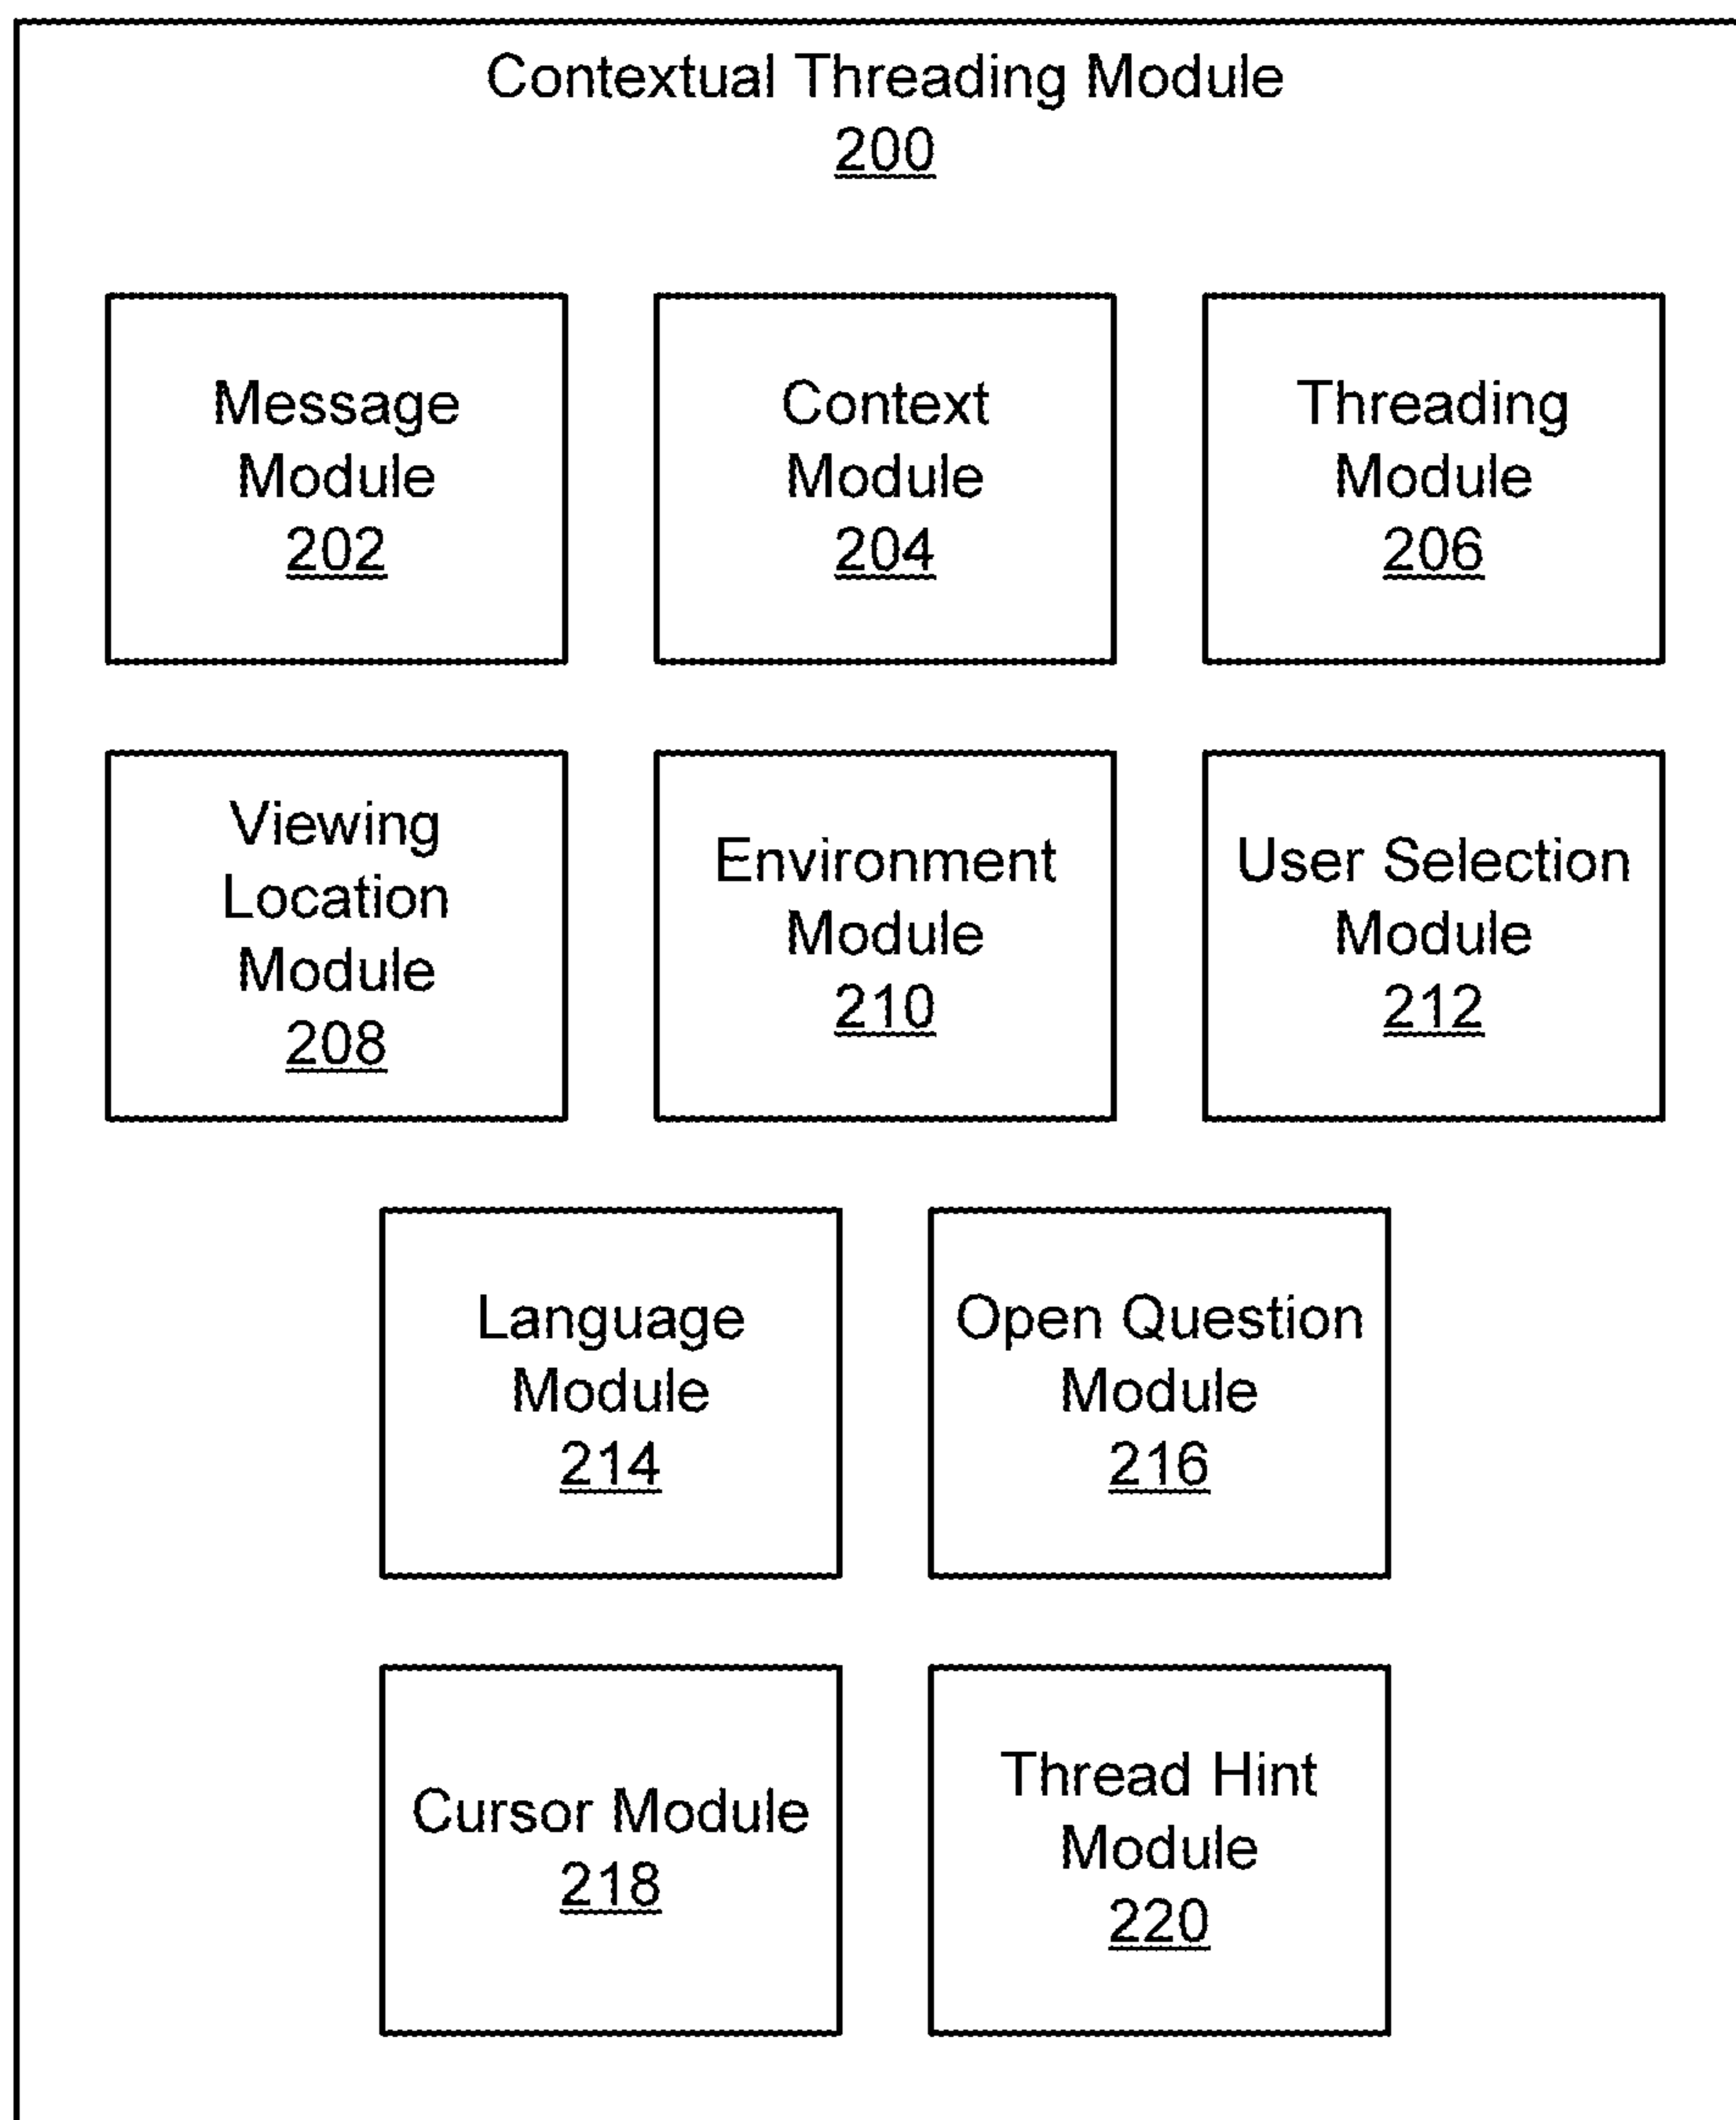 Contextual Threading Module
200
Message
Module
202
Context
Module
204
Threading
Module
206
Viewing
Location
Module
208
Environment
Module
210
User Selection
Module
212
Language
Module
214
Open Question
Module
216
Cursor Module
218
Thread Hint
Module
220